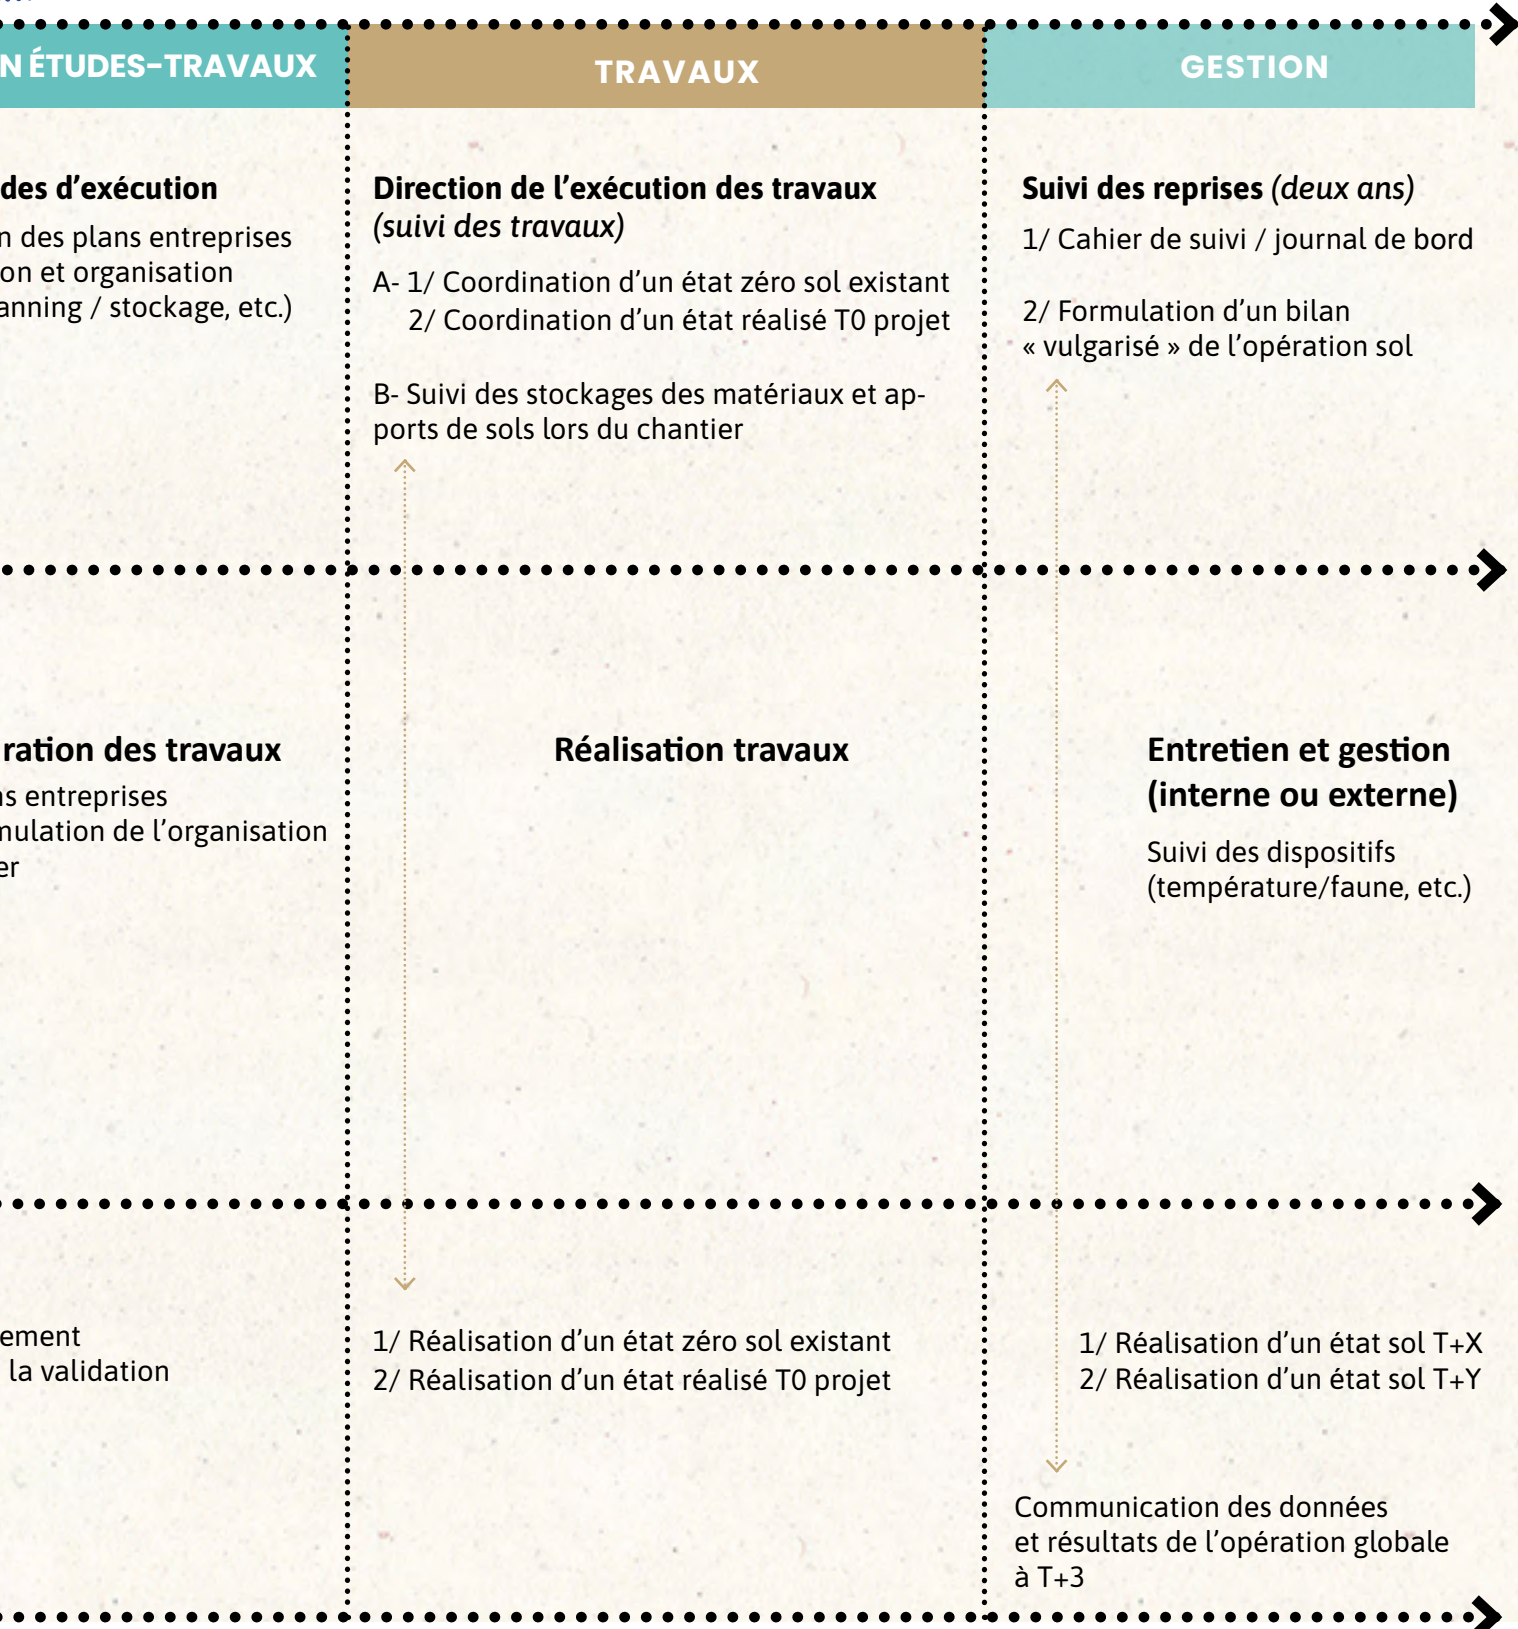 N ÉTUDES-TRAVAUX
TRAVAUX
GESTION
des d’exécution
n des plans entreprises
on et organisation
anning / stockage, etc.)
Direction de l’exécution des travaux
(suivi des travaux)
A- 1/ Coordination d’un état zéro sol existant
2/ Coordination d’un état réalisé T0 projet
B- Suivi des stockages des matériaux et ap-
ports de sols lors du chantier
Suivi des reprises (deux ans)
1/ Cahier de suivi / journal de bord
2/ Formulation d’un bilan
« vulgarisé » de l’opération sol
ration des travaux
ns entreprises
mulation de l’organisation
er
Réalisation travaux
Entretien et gestion
(interne ou externe)
Suivi des dispositifs
(température/faune, etc.)
ement
la validation
1/ Réalisation d’un état zéro sol existant
2/ Réalisation d’un état réalisé T0 projet
1/ Réalisation d’un état sol T+X
2/ Réalisation d’un état sol T+Y
Communication des données
et résultats de l’opération globale
à T+3